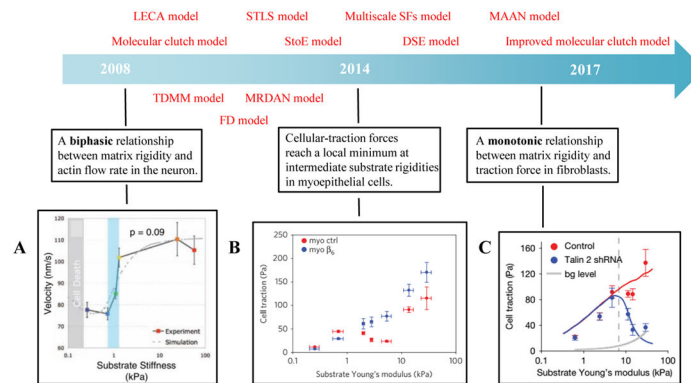 LECA model
STLS model
Multiscale SFs model
MAAN model
Molecular clutch model
StoE model
DSE model
Improved molecular clutch model
2008
2014
2017
TDMM model
MRDAN model
FD model
A biphasic relationship
between matrix rigidity and
actin flow rate in the neuron.
Cellular-traction forces
reach a local minimum at
intermediate substrate rigidities
in myoepithelial cells.
A monotonic relationship
between matrix rigidity and
traction force in fibroblasts.
A
Velocity (nm/s)
120
110
100
90
80
70
60
Cell Death
p = 0.09
Experiment
Simulation
0.1
1
10
100
Substrate Stiffness
(kPa)
B
Cell traction (Pa)
250
200
150
100
50
0
myo ctrl
myo β6
0.1
1
10
100
Substrate Young's modulus (kPa)
C
Cell traction (Pa)
160
120
80
40
0
Control
Talin 2 shRNA
bg level
0.1
1
10
100
Substrate Young's modulus (kPa)